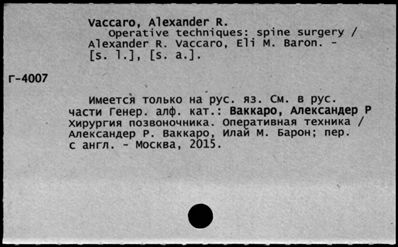 Vaccaro, Alexander R.
Operative techniques: spine surgery /
Alexander R. Vaccaro, Eli M. Baron. -
[s. l.], [s. a.].
Г-4007
Имеется только на рус. яз. См. в рус.
части Генер. алф. кат.: Ваккаро, Александер Р
Хирургия позвоночника. Оперативная техника /
Александер Р. Ваккаро, Илай М. Барон; пер.
с англ. - Москва, 2015.